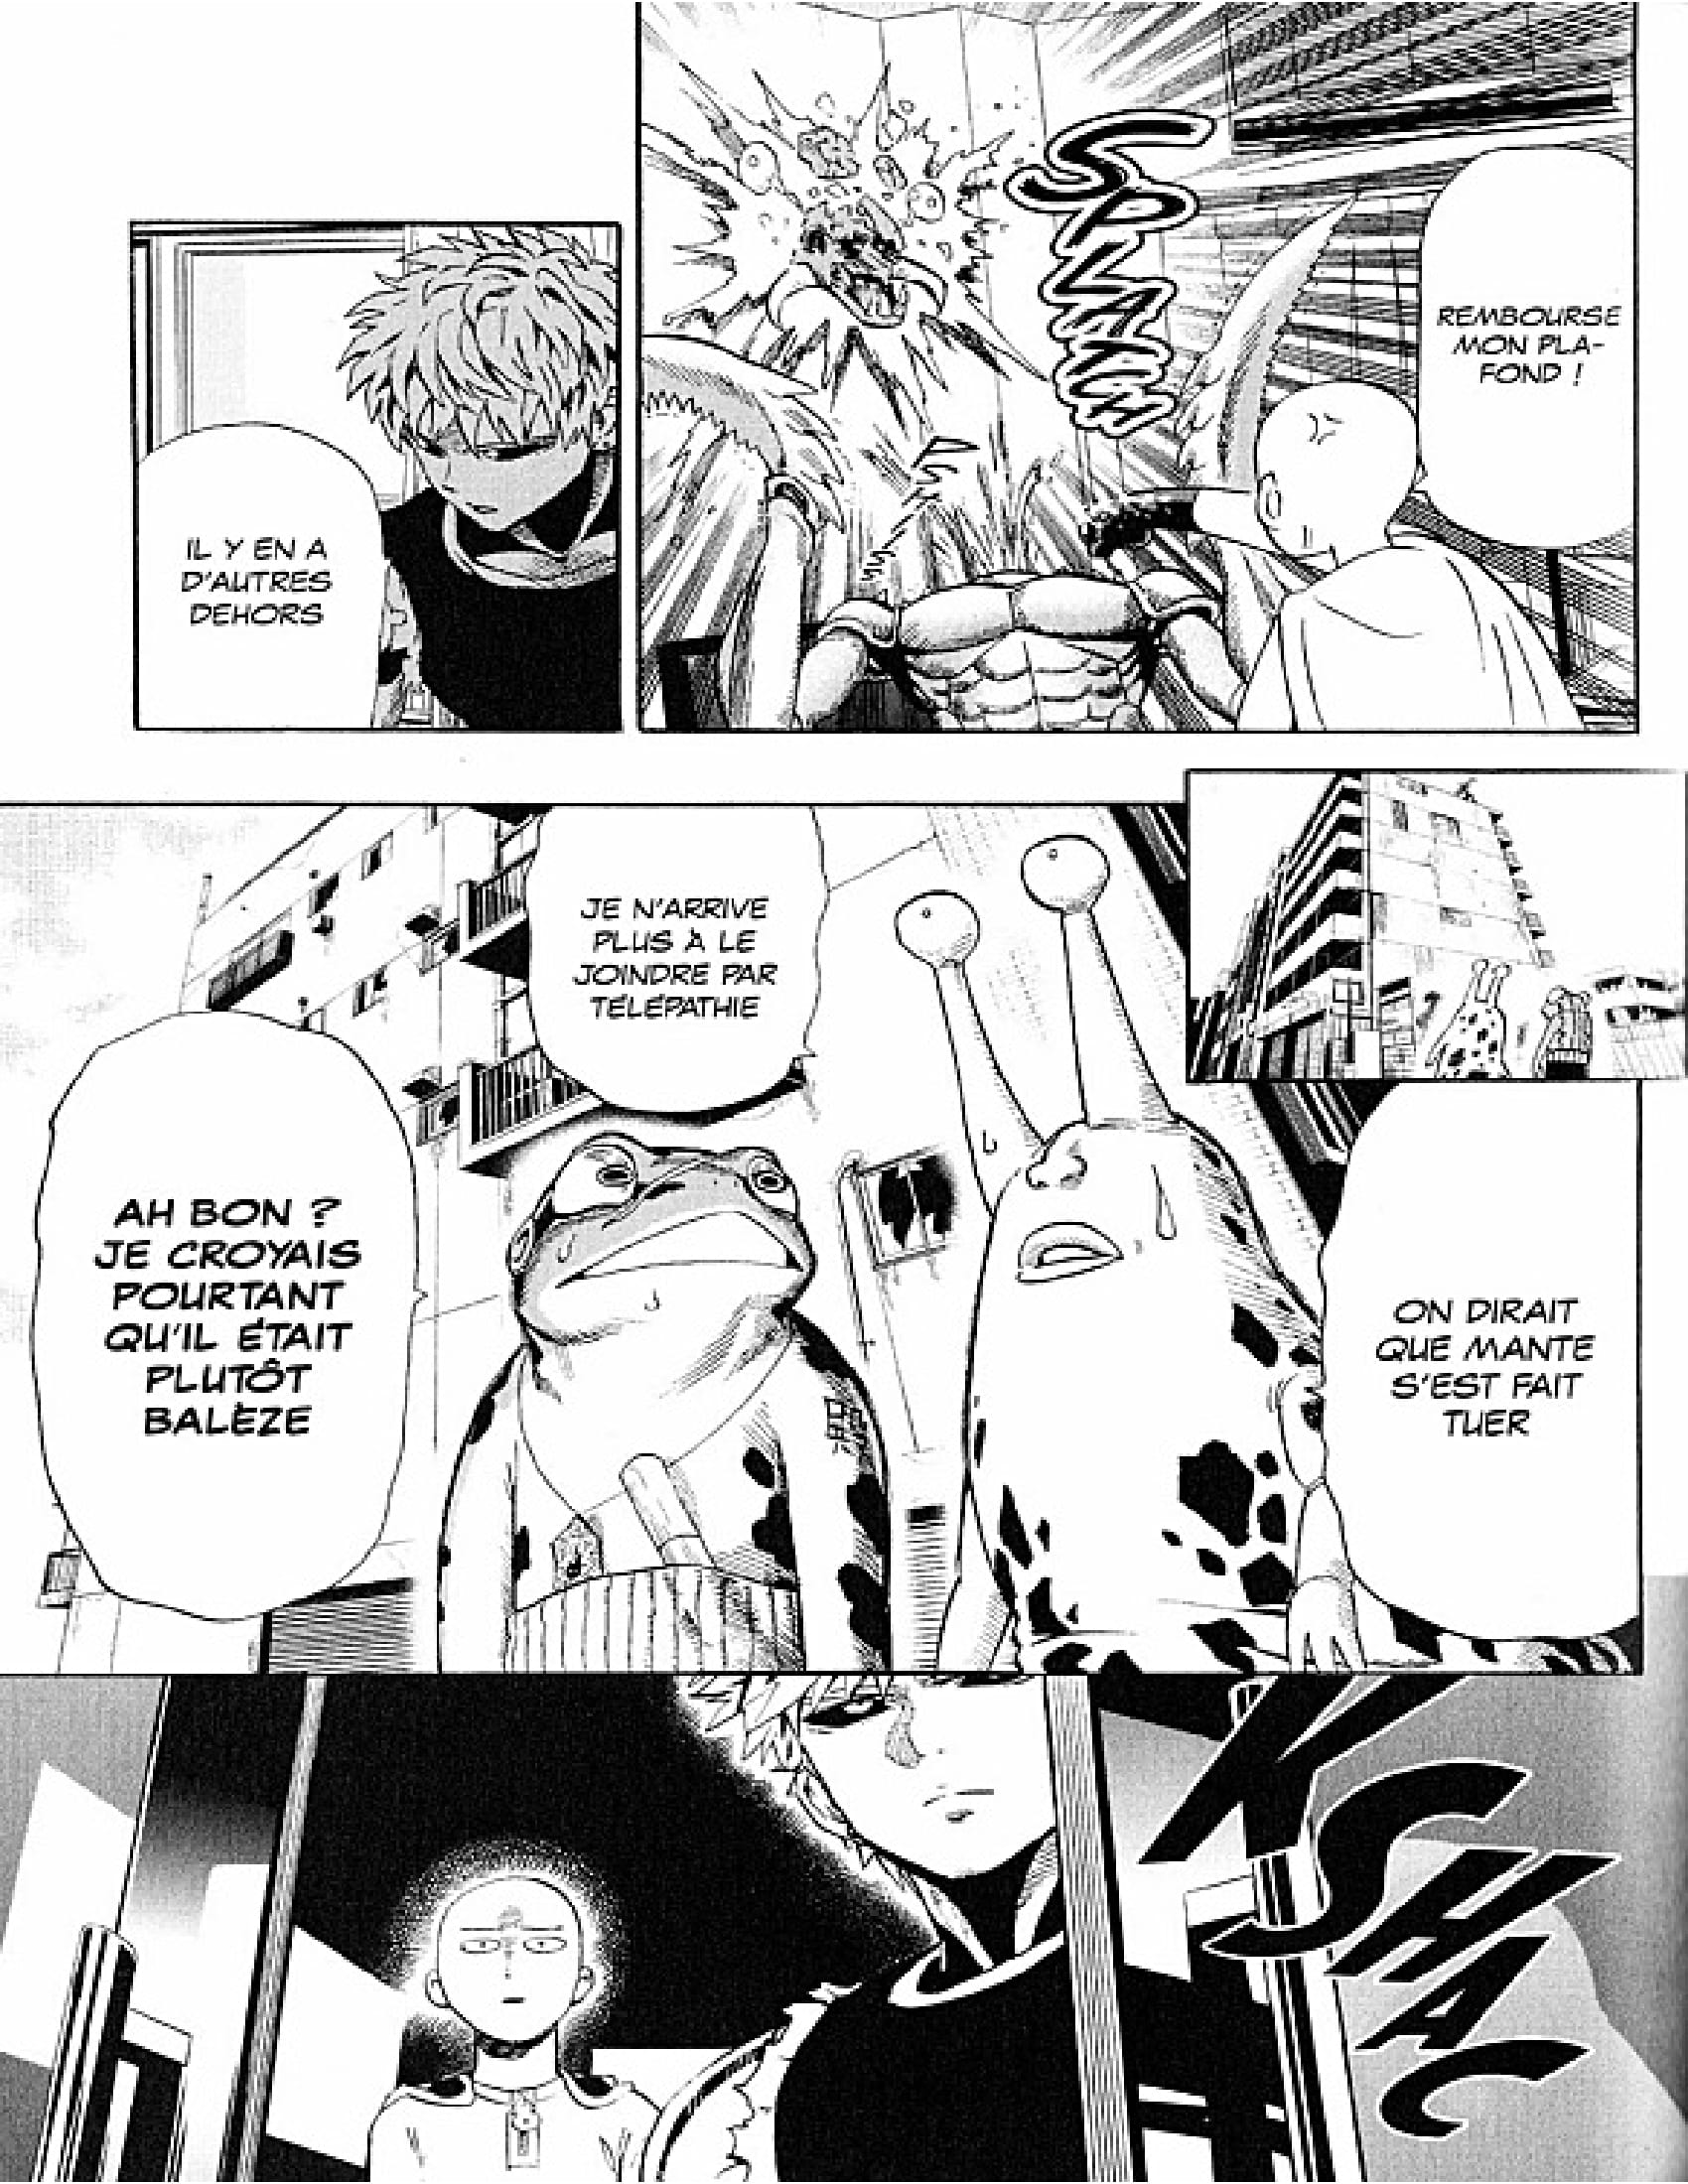 REMBOURSE
MON PLA-
FOND !
SPWAACH
IL Y EN A
D'AUTRES
DEHORS
ON DIRAIT
QUE MANTE
S'EST FAIT
TUER
JE N'ARRIVE
PLUS À LE
JOINDRE PAR
TÉLÉPATHIE
AH BON ?
JE CROYAIS
POURTANT
QU'IL ÉTAIT
PLUTÔT
BALÈZE
KSHAC